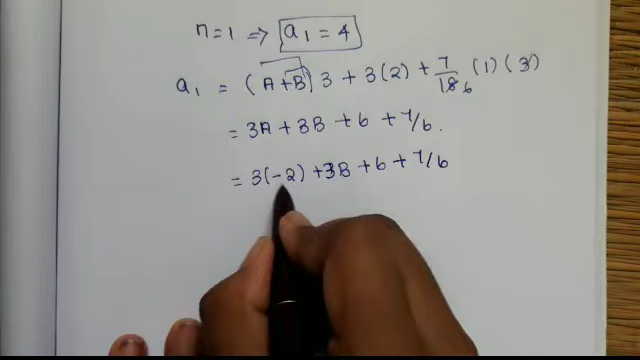 n=1 => a₁ = 4
a₁ = (A+B)3 + 3(2) + 7/18 6 (1)(3)
= 3A + 3B + 6 + 7/6.
= 3(-2) + 3B + 6 + 7/6